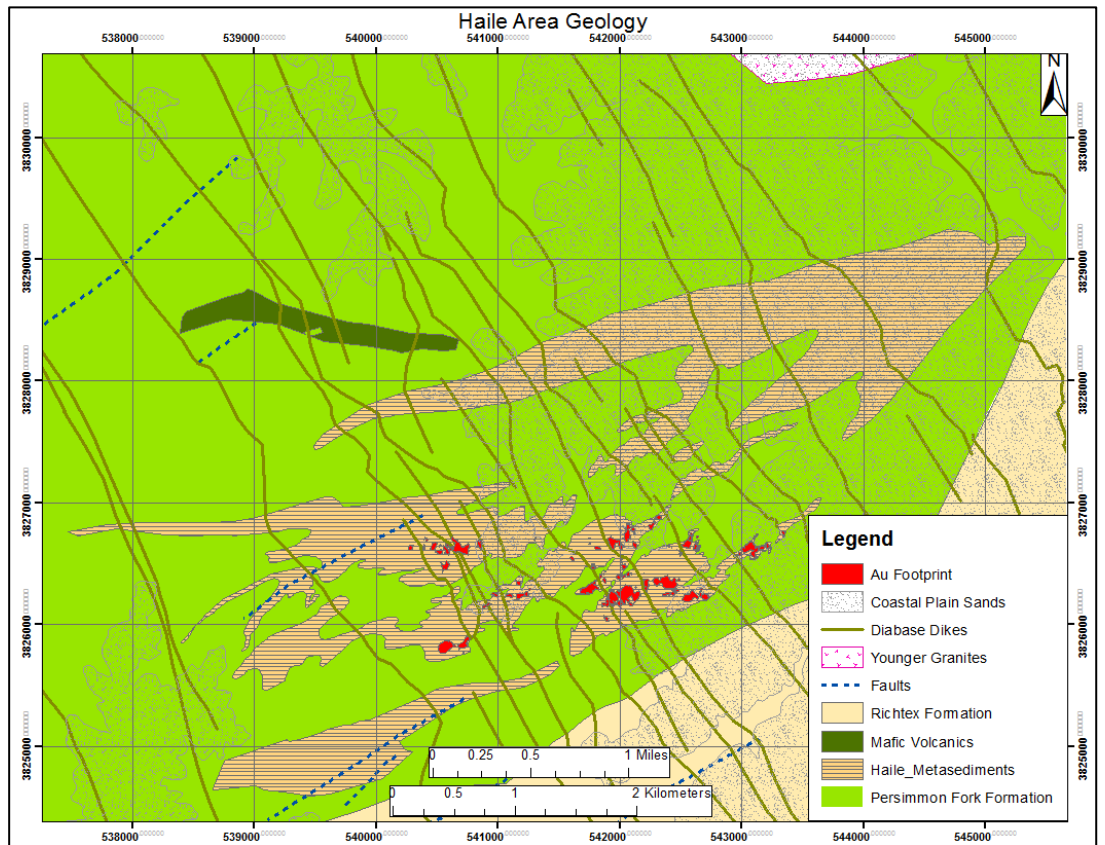 Haile Area Geology
538000 539000 540000 541000 542000 543000 544000 545000
N
3830000 3830000
3829000 3829000
3828000 3828000
3827000 3827000
3826000 3826000
3825000 3825000
Legend
Au Footprint
Coastal Plain Sands
Diabase Dikes
Younger Granites
Faults
Richtex Formation
Mafic Volcanics
Haile_Metasediments
Persimmon Fork Formation
0 0.25 0.5 1 Miles
0 0.5 1 2 Kilometers
538000 539000 540000 541000 542000 543000 544000 545000